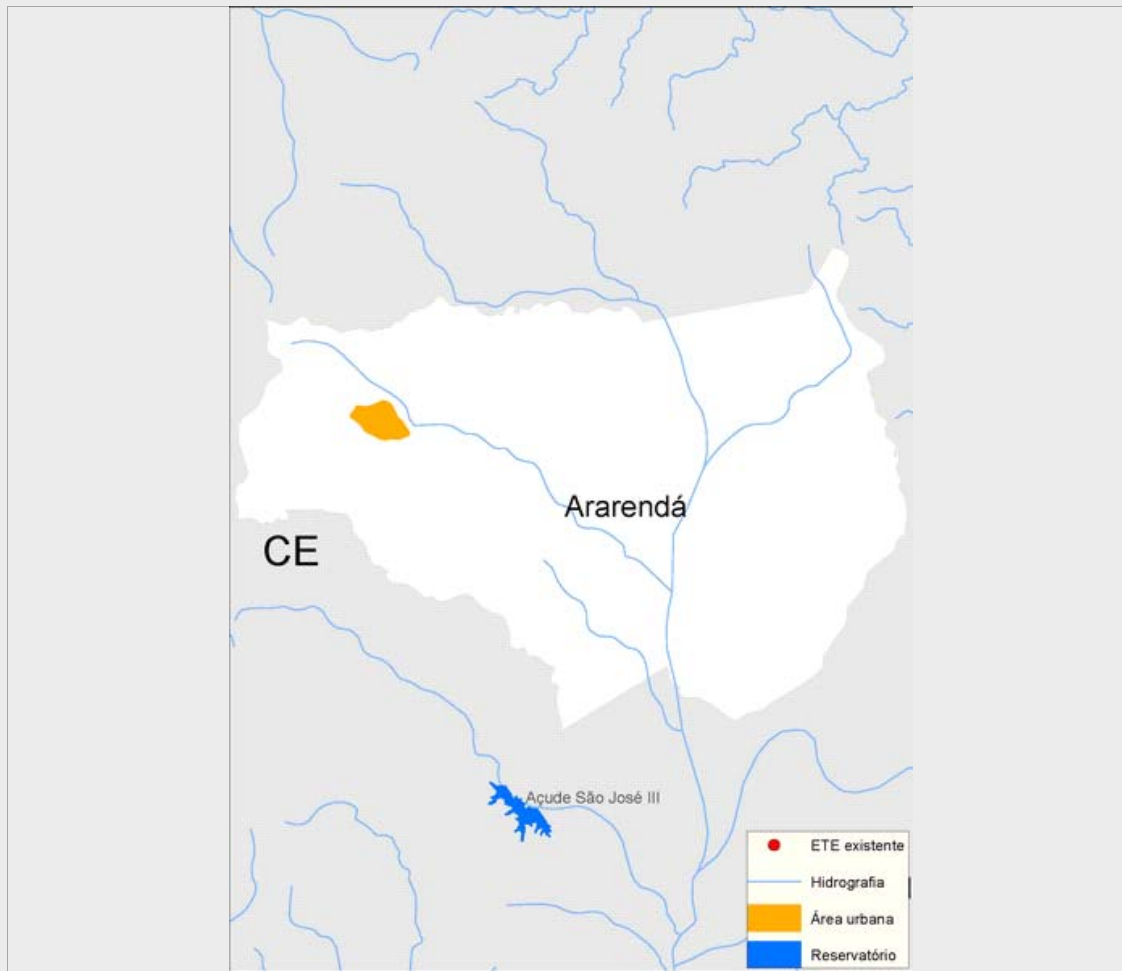 Ararendá
CE
Açude São José III
ETE existente
Hidrografia
Área urbana
Reservatório